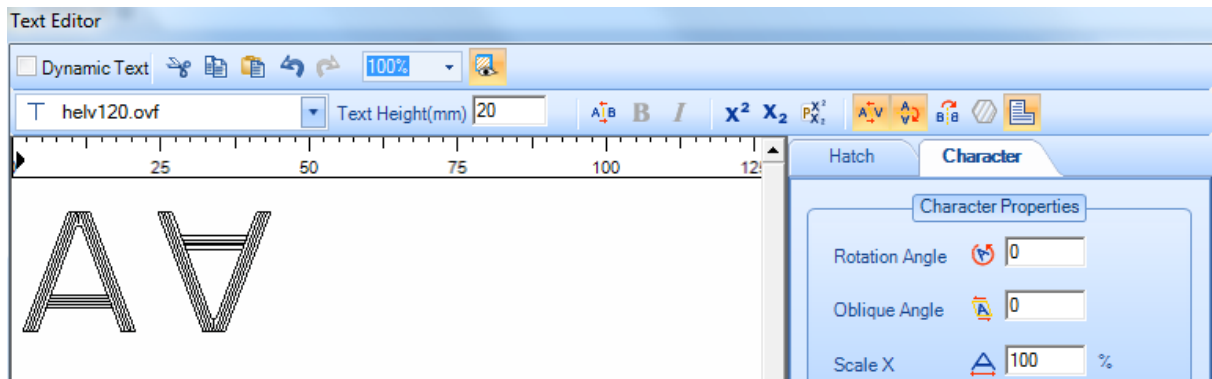 Text Editor
Dynamic Text 100%
helv120.ovf Text Height(mm) 20 A B B I X² X₂ PX²X₂ A V A V B B
25 50 75 100 12
Hatch Character
A ∀
Character Properties
Rotation Angle 0
Oblique Angle A 0
Scale X 100 %